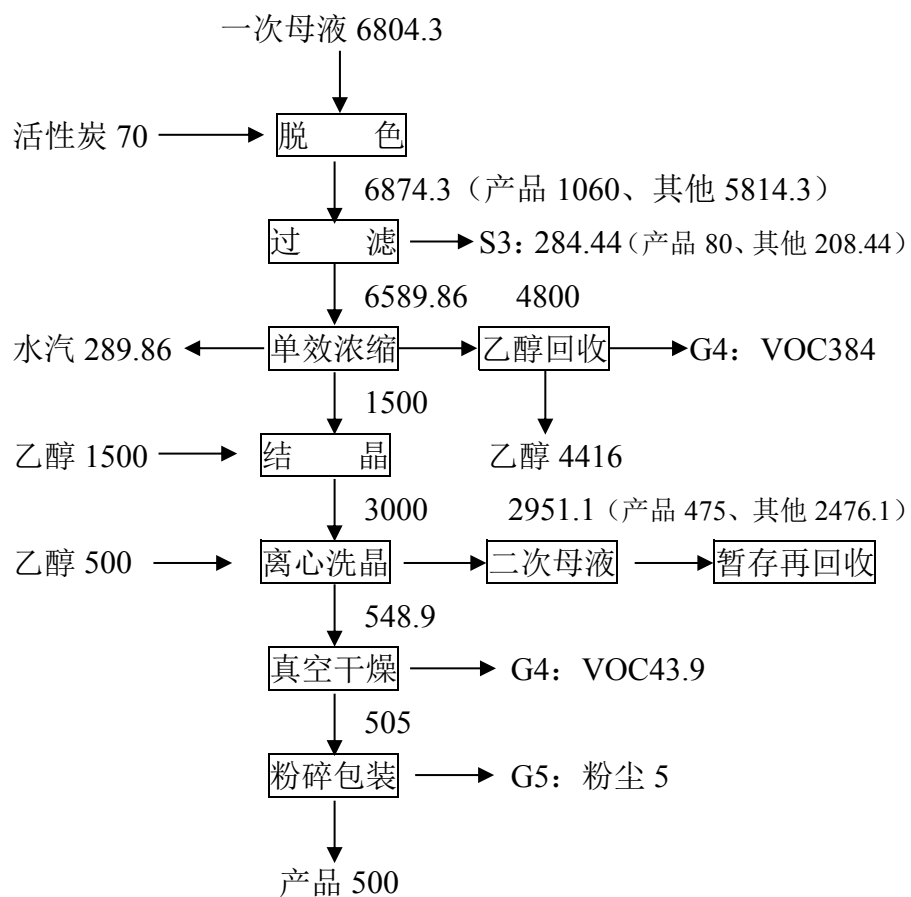 一次母液 6804.3
活性炭 70
脱 色
6874.3（产品 1060、其他 5814.3）
过 滤
S3：284.44（产品 80、其他 208.44）
6589.86
4800
水汽 289.86
单效浓缩
乙醇回收
G4：VOC384
1500
乙醇 1500
结 晶
乙醇 4416
3000
2951.1（产品 475、其他 2476.1）
乙醇 500
离心洗晶
二次母液
暂存再回收
548.9
真空干燥
G4：VOC43.9
505
粉碎包装
G5：粉尘 5
产品 500